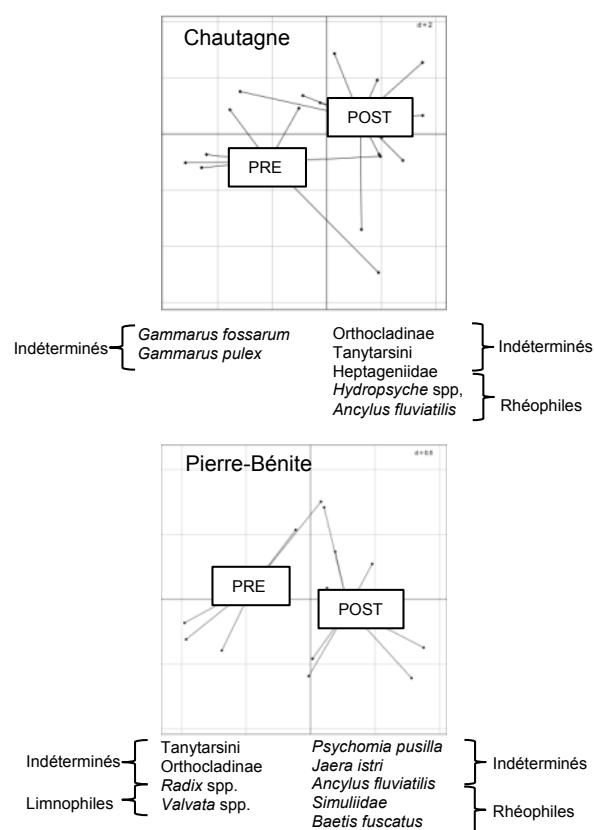 Chautagne
d = 2
POST
PRE
Indéterminés
Gammarus fossarum
Gammarus pulex
Orthocladinae
Tanytarsini
Heptageniidae
Hydropsyche spp,
Ancylus fluviatilis
Indéterminés
Rhéophiles
Pierre-Bénite
PRE
POST
Indéterminés
Limnophiles
Tanytarsini
Orthocladinae
Radix spp.
Valvata spp.
Psychomia pusilla
Jaera istri
Ancylus fluviatilis
Simuliidae
Baetis fuscatus
Indéterminés
Rhéophiles